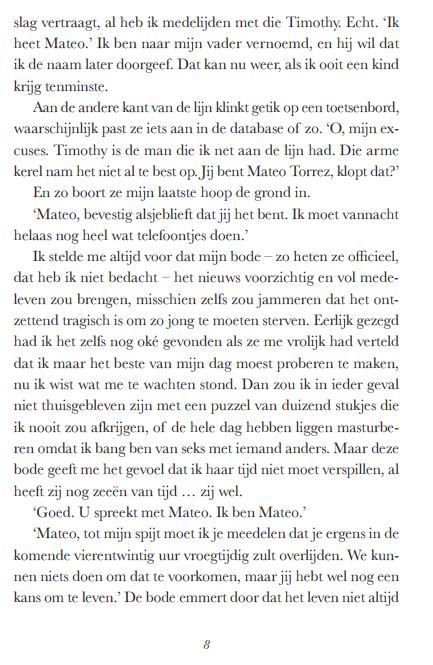 slag vertraagt, al heb ik medelijden met die Timothy. Echt. ‘Ik
heet Mateo.’ Ik ben naar mijn vader vernoemd, en hij wil dat
ik de naam later doorgeef. Dat kan nu weer, als ik ooit een kind
krijg tenminste.
Aan de andere kant van de lijn klinkt getik op een toetsenbord,
waarschijnlijk past ze iets aan in de database of zo. ‘O, mijn ex-
cuses. Timothy is de man die ik net aan de lijn had. Die arme
kerel nam het niet al te best op. Jij bent Mateo Torrez, klopt dat?’
En zo boort ze mijn laatste hoop de grond in.
‘Mateo, bevestig alsjeblieft dat jij het bent. Ik moet vannacht
helaas nog heel wat telefoontjes doen.’
Ik stelde me altijd voor dat mijn bode – zo heten ze officieel,
dat heb ik niet bedacht – het nieuws voorzichtig en vol mede-
leven zou brengen, misschien zelfs zou jammeren dat het ont-
zettend tragisch is om zo jong te moeten sterven. Eerlijk gezegd
had ik het zelfs nog oké gevonden als ze me vrolijk had verteld
dat ik maar het beste van mijn dag moest proberen te maken,
nu ik wist wat me te wachten stond. Dan zou ik in ieder geval
niet thuisgebleven zijn met een puzzel van duizend stukjes die
ik nooit zou afkrijgen, of de hele dag hebben liggen masturbe-
ren omdat ik bang ben van seks met iemand anders. Maar deze
bode geeft me het gevoel dat ik haar tijd niet moet verspillen, al
heeft zij nog zeeën van tijd … zij wel.
‘Goed. U spreekt met Mateo. Ik ben Mateo.’
‘Mateo, tot mijn spijt moet ik je meedelen dat je ergens in de
komende vierentwintig uur vroegtijdig zult overlijden. We kun-
nen niets doen om dat te voorkomen, maar jij hebt wel nog een
kans om te leven.’ De bode emmert door dat het leven niet altijd
8